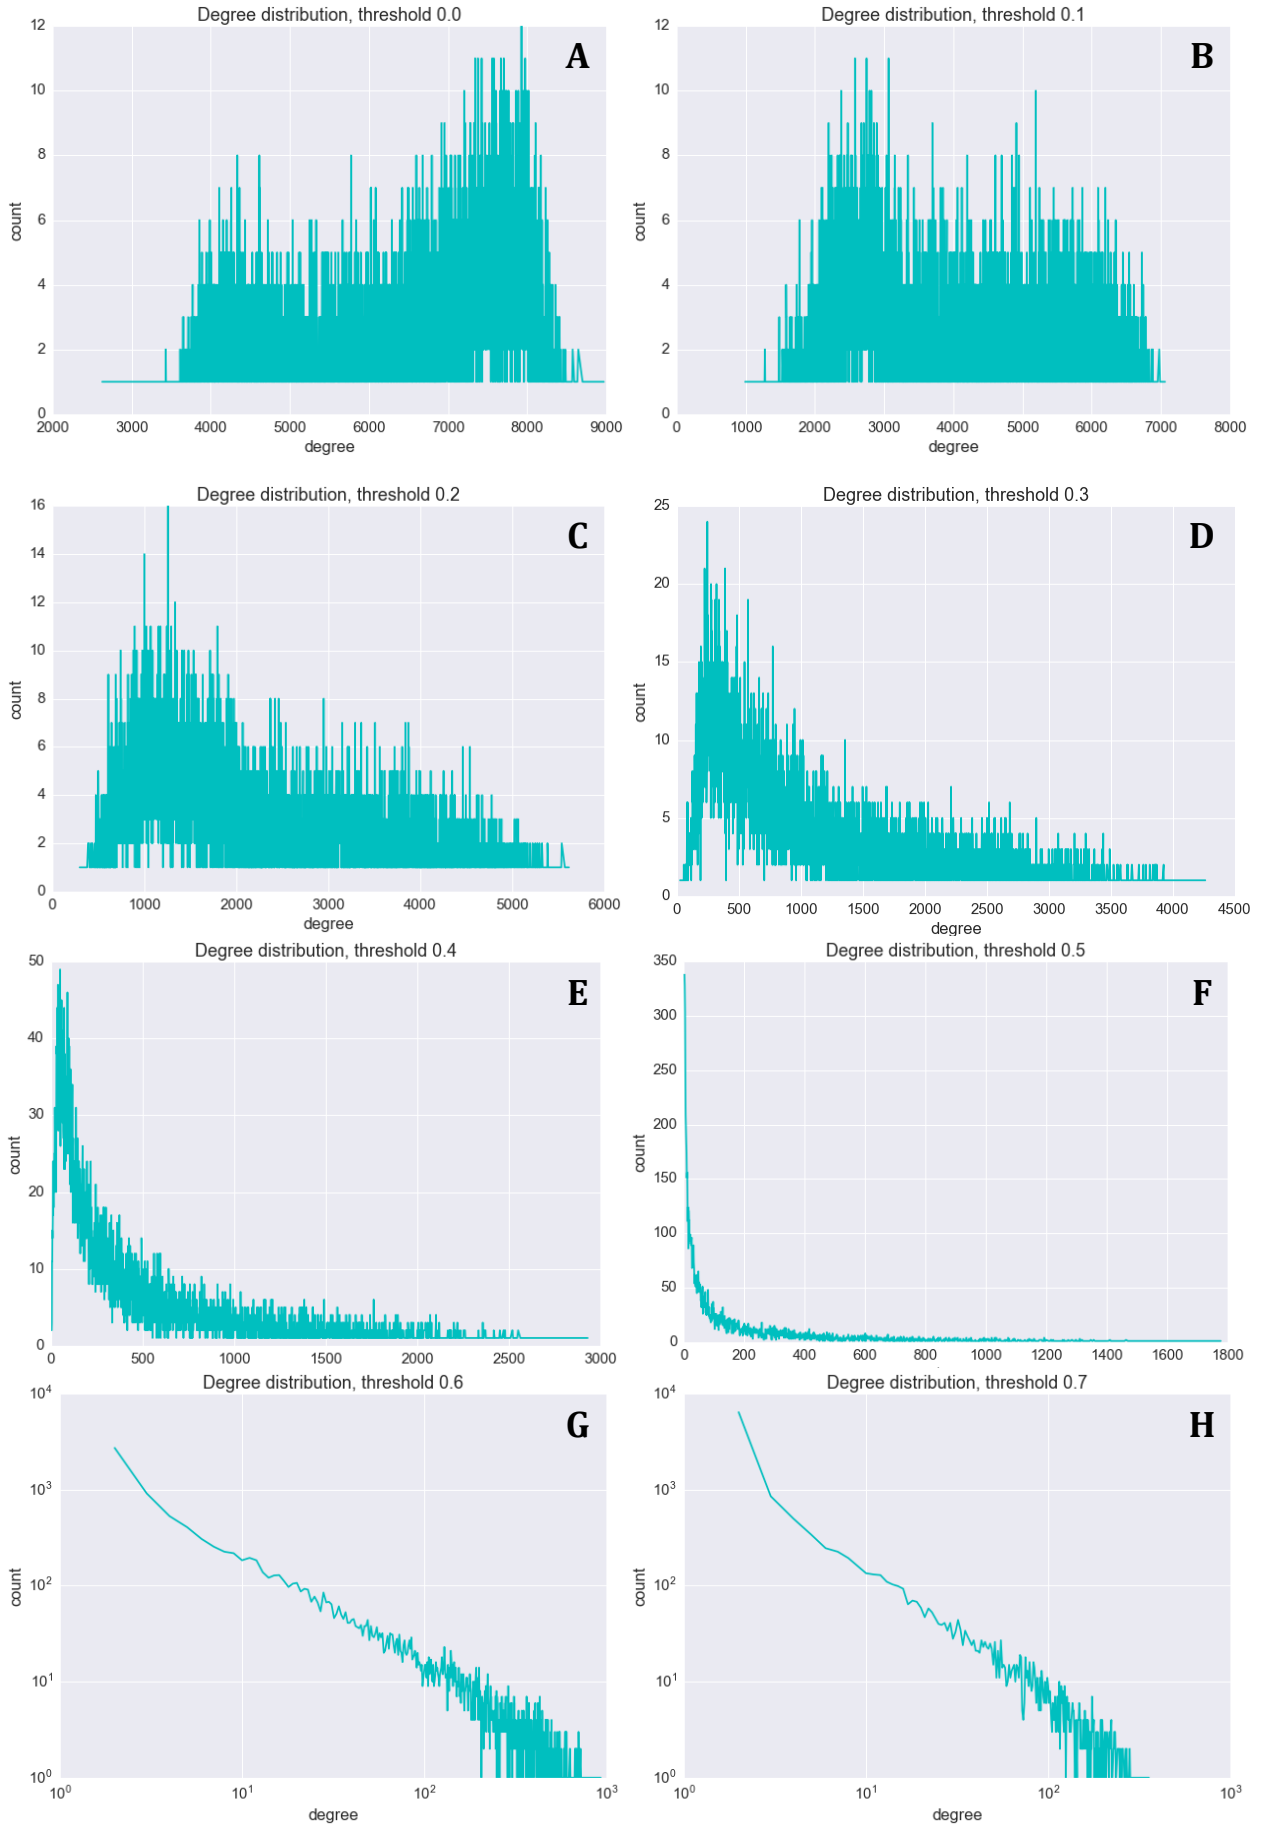 Degree distribution, threshold 0.0
A
12
10
8
6
4
2
0
count
2000 3000 4000 5000 6000 7000 8000 9000
degree
Degree distribution, threshold 0.1
B
12
10
8
6
4
2
0
count
0 1000 2000 3000 4000 5000 6000 7000 8000
degree
Degree distribution, threshold 0.2
C
16
14
12
10
8
6
4
2
0
count
0 1000 2000 3000 4000 5000 6000
degree
Degree distribution, threshold 0.3
D
25
20
15
10
5
0
count
0 500 1000 1500 2000 2500 3000 3500 4000 4500
degree
Degree distribution, threshold 0.4
E
50
40
30
20
10
0
count
0 500 1000 1500 2000 2500 3000
Degree distribution, threshold 0.5
F
350
300
250
200
150
100
50
0
count
0 200 400 600 800 1000 1200 1400 1600 1800
Degree distribution, threshold 0.6
G
10⁴
10³
10²
10¹
10⁰
count
10⁰ 10¹ 10² 10³
degree
Degree distribution, threshold 0.7
H
10⁴
10³
10²
10¹
10⁰
count
10⁰ 10¹ 10² 10³
degree